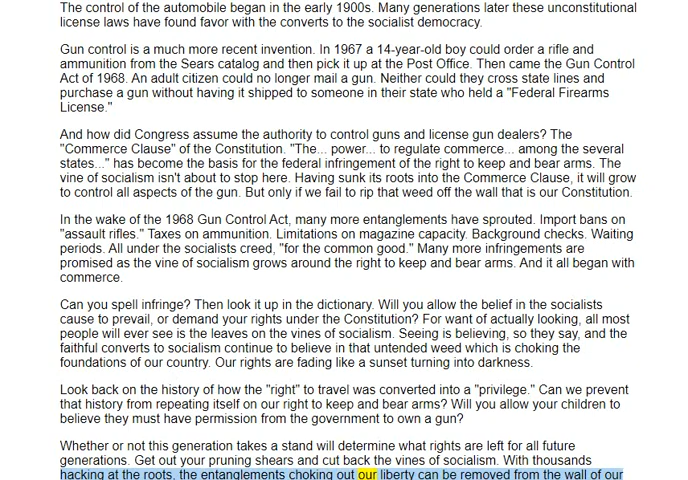 The control of the automobile began in the early 1900s. Many generations later these unconstitutional
license laws have found favor with the converts to the socialist democracy.
Gun control is a much more recent invention. In 1967 a 14-year-old boy could order a rifle and
ammunition from the Sears catalog and then pick it up at the Post Office. Then came the Gun Control
Act of 1968. An adult citizen could no longer mail a gun. Neither could they cross state lines and
purchase a gun without having it shipped to someone in their state who held a "Federal Firearms
License."
And how did Congress assume the authority to control guns and license gun dealers? The
"Commerce Clause" of the Constitution. "The... power... to regulate commerce... among the several
states..." has become the basis for the federal infringement of the right to keep and bear arms. The
vine of socialism isn't about to stop here. Having sunk its roots into the Commerce Clause, it will grow
to control all aspects of the gun. But only if we fail to rip that weed off the wall that is our Constitution.
In the wake of the 1968 Gun Control Act, many more entanglements have sprouted. Import bans on
"assault rifles." Taxes on ammunition. Limitations on magazine capacity. Background checks. Waiting
periods. All under the socialists creed, "for the common good." Many more infringements are
promised as the vine of socialism grows around the right to keep and bear arms. And it all began with
commerce.
Can you spell infringe? Then look it up in the dictionary. Will you allow the belief in the socialists
cause to prevail, or demand your rights under the Constitution? For want of actually looking, all most
people will ever see is the leaves on the vines of socialism. Seeing is believing, so they say, and the
faithful converts to socialism continue to believe in that untended weed which is choking the
foundations of our country. Our rights are fading like a sunset turning into darkness.
Look back on the history of how the "right" to travel was converted into a "privilege." Can we prevent
that history from repeating itself on our right to keep and bear arms? Will you allow your children to
believe they must have permission from the government to own a gun?
Whether or not this generation takes a stand will determine what rights are left for all future
generations. Get out your pruning shears and cut back the vines of socialism. With thousands
hacking at the roots, the entanglements choking out our liberty can be removed from the wall of our